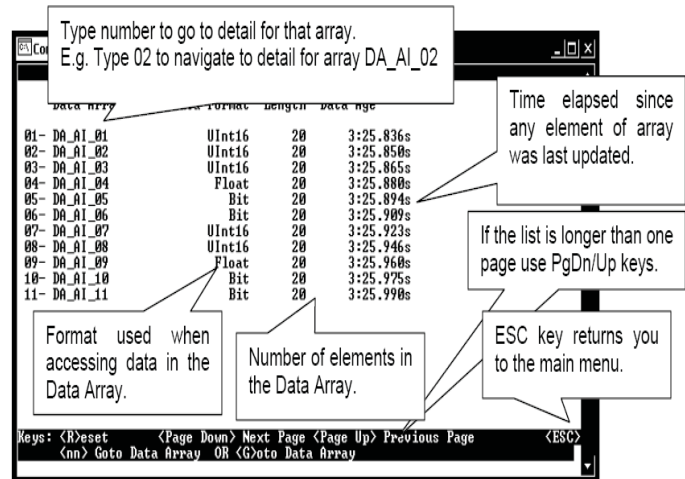 Type number to go to detail for that array.
E.g. Type 02 to navigate to detail for array DA_AI_02
Data Format Length Data Age
01- DA_AI_01 UInt16 20 3:25.836s
02- DA_AI_02 UInt16 20 3:25.850s
03- DA_AI_03 UInt16 20 3:25.865s
04- DA_AI_04 Float 20 3:25.880s
05- DA_AI_05 Bit 20 3:25.894s
06- DA_AI_06 Bit 20 3:25.909s
07- DA_AI_07 UInt16 20 3:25.923s
08- DA_AI_08 UInt16 20 3:25.946s
09- DA_AI_09 Float 20 3:25.960s
10- DA_AI_10 Bit 20 3:25.975s
11- DA_AI_11 Bit 20 3:25.990s
Time elapsed since
any element of array
was last updated.
If the list is longer than one
page use PgDn/Up keys.
Format used when
accessing data in the
Data Array.
Number of elements in
the Data Array.
ESC key returns you
to the main menu.
Keys: <R>eset <Page Down> Next Page <Page Up> Previous Page <ESC>
<nn> Goto Data Array OR <G>oto Data Array